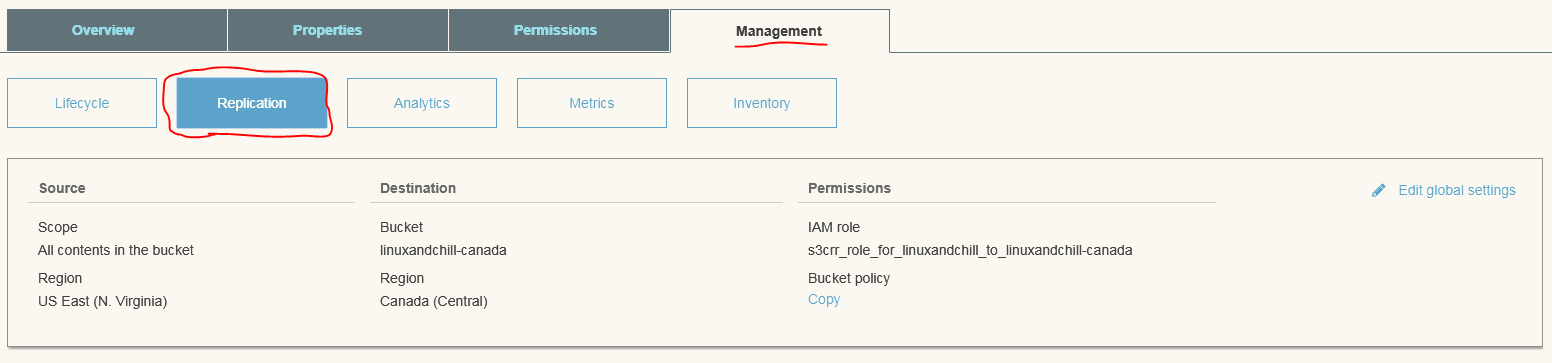 Overview Properties Permissions Management
Lifecycle Replication Analytics Metrics Inventory
Source Destination Permissions Edit global settings
Scope Bucket IAM role
All contents in the bucket linuxandchill-canada s3crr_role_for_linuxandchill_to_linuxandchill-canada
Region Region Bucket policy
US East (N. Virginia) Canada (Central) Copy